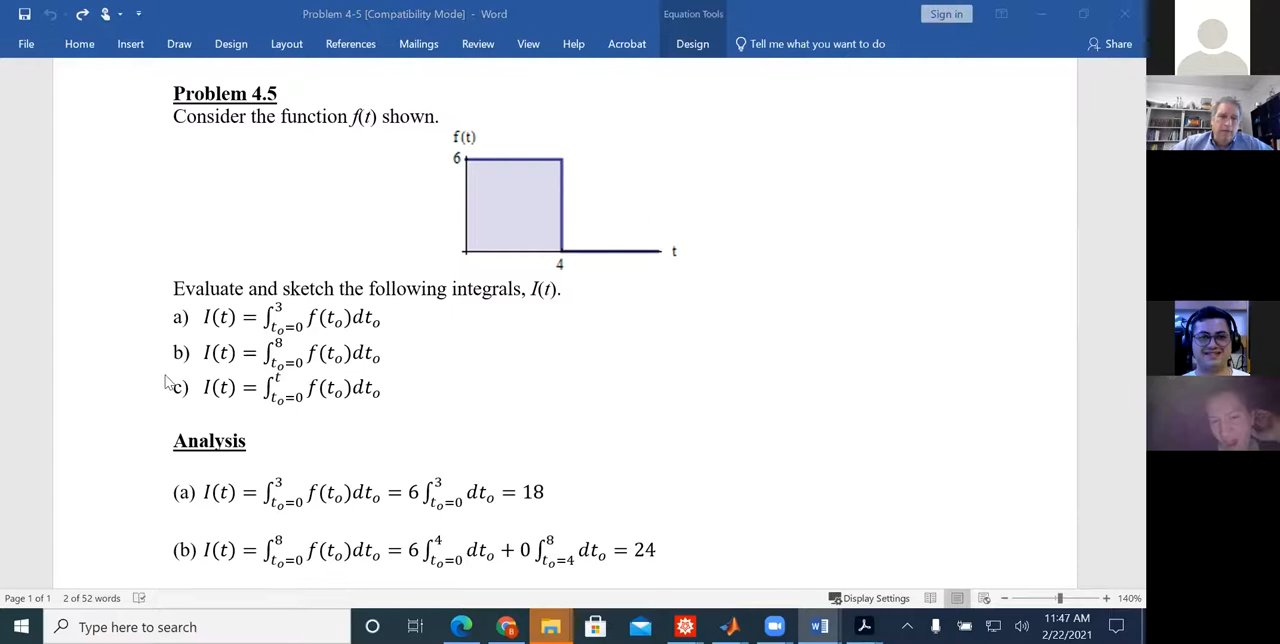 Problem 4-5 [Compatibility Mode] - Word
Equation Tools
Sign in
File Home Insert Draw Design Layout References Mailings Review View Help Acrobat Design Tell me what you want to do Share
Problem 4.5
Consider the function f(t) shown.
f(t)
6
t
4
Evaluate and sketch the following integrals, I(t).
a) I(t) = ∫_{t_o=0}^{3} f(t_o)dt_o
b) I(t) = ∫_{t_o=0}^{8} f(t_o)dt_o
c) I(t) = ∫_{t_o=0}^{t} f(t_o)dt_o
Analysis
(a) I(t) = ∫_{t_o=0}^{3} f(t_o)dt_o = 6 ∫_{t_o=0}^{3} dt_o = 18
(b) I(t) = ∫_{t_o=0}^{8} f(t_o)dt_o = 6 ∫_{t_o=0}^{4} dt_o + 0 ∫_{t_o=4}^{8} dt_o = 24
Page 1 of 1 2 of 52 words Display Settings 140%
Type here to search
11:47 AM
2/22/2021